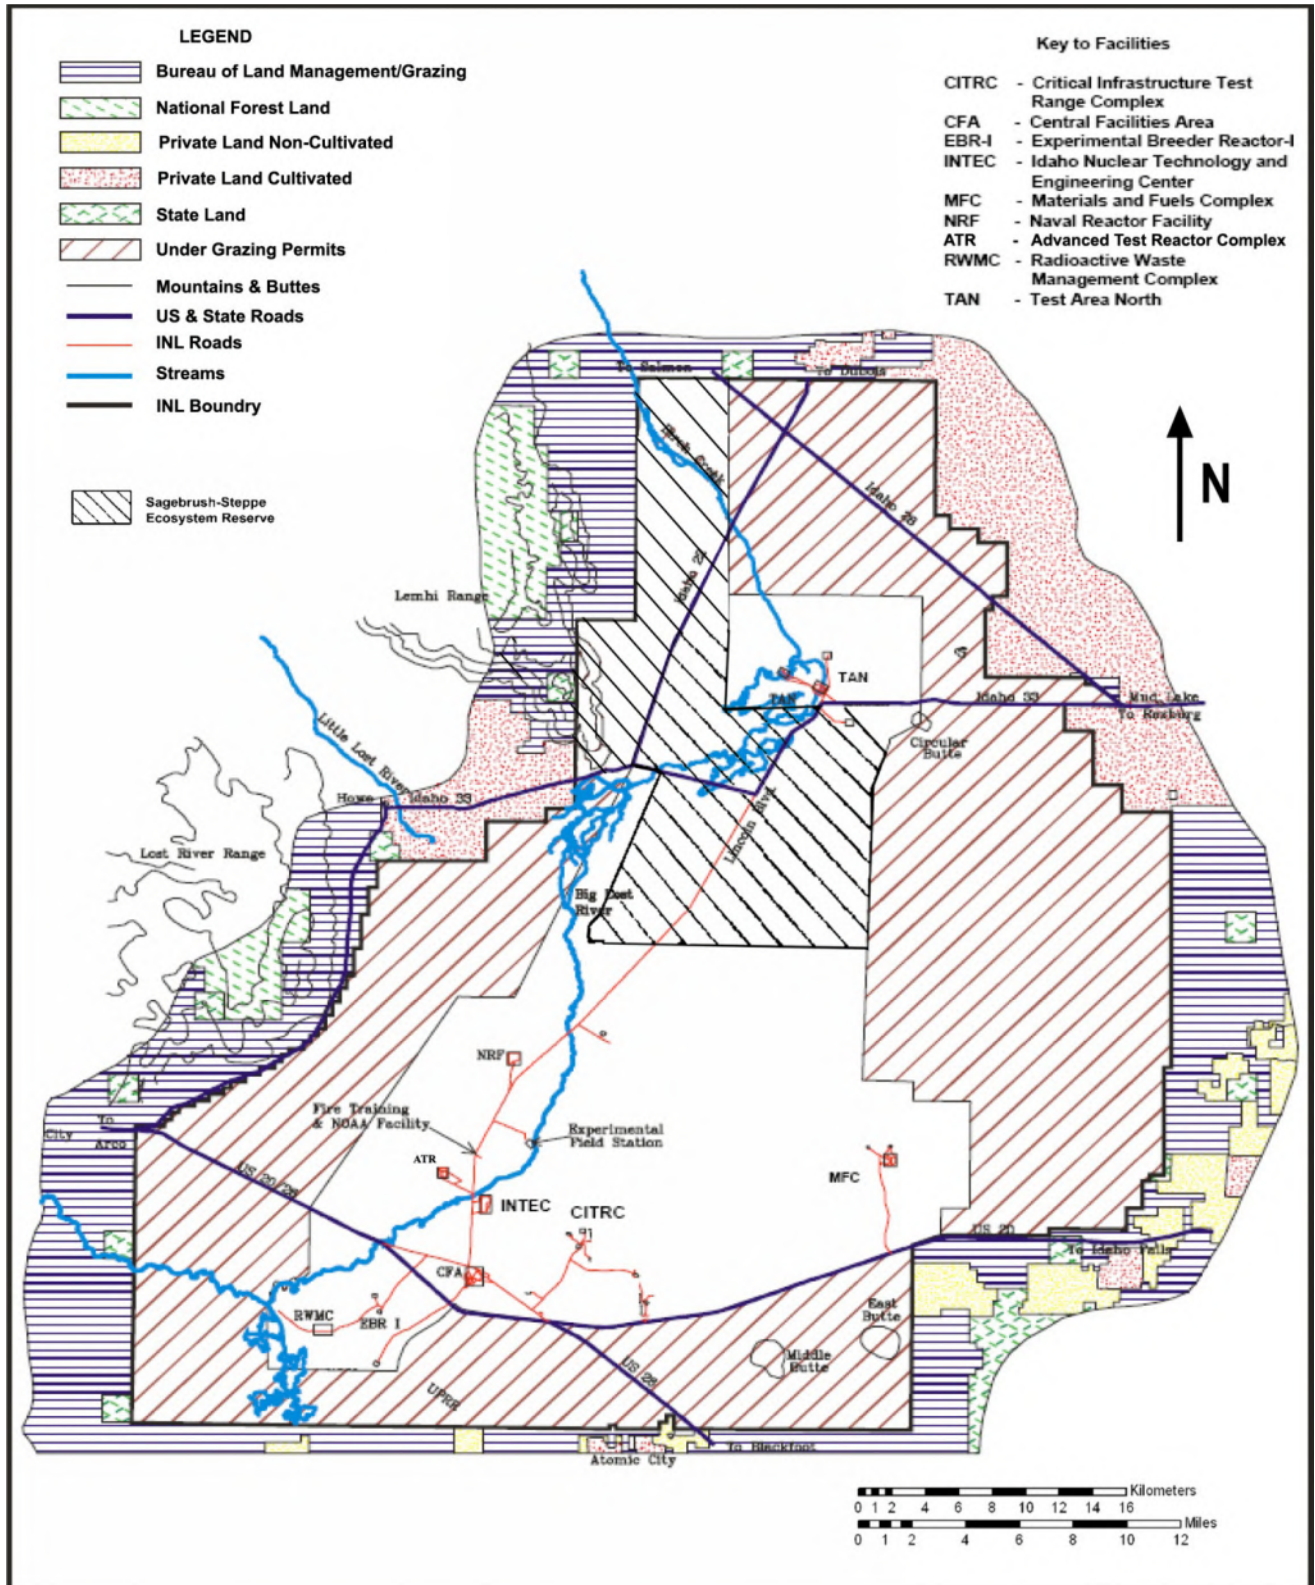 LEGEND
Bureau of Land Management/Grazing
National Forest Land
Private Land Non-Cultivated
Private Land Cultivated
State Land
Under Grazing Permits
Mountains & Buttes
US & State Roads
INL Roads
Streams
INL Boundry
Sagebrush-Steppe
Ecosystem Reserve
Key to Facilities
CITRC - Critical Infrastructure Test
Range Complex
CFA - Central Facilities Area
EBR-I - Experimental Breeder Reactor-I
INTEC - Idaho Nuclear Technology and
Engineering Center
MFC - Materials and Fuels Complex
NRF - Naval Reactor Facility
ATR - Advanced Test Reactor Complex
RWMC - Radioactive Waste
Management Complex
TAN - Test Area North
N
To Salmon
To Dubois
Birch Creek
Idaho 28
Idaho 22
Lemhi Range
TAN
TAN
Idaho 33
Mud Lake
To Rexburg
Circular
Butte
Little Lost River
Howe
Idaho 33
Lincoln Blvd.
Lost River Range
Big Lost
River
NRF
Fire Training
& NOAA Facility
Experimental
Field Station
To
Arco
City
ATR
US 20/26
INTEC
CITRC
MFC
US 20
To Idaho Falls
CFA
RWMC
EBR I
East
Butte
Middle
Butte
US 26
UPRR
To Blackfoot
Atomic City
Kilometers
0 1 2 4 6 8 10 12 14 16
Miles
0 1 2 4 6 8 10 12